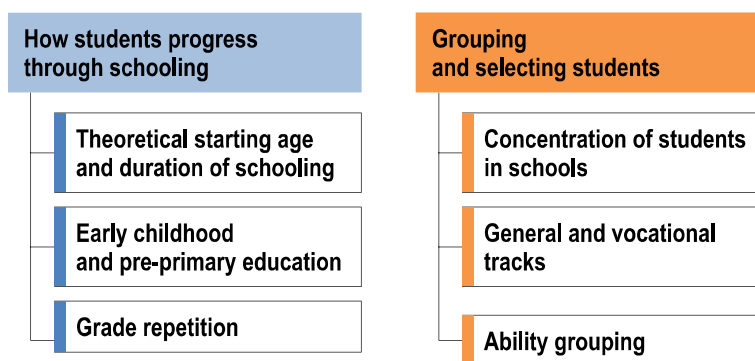 How students progress
through schooling
Theoretical starting age
and duration of schooling
Early childhood
and pre-primary education
Grade repetition
Grouping
and selecting students
Concentration of students
in schools
General and vocational
tracks
Ability grouping